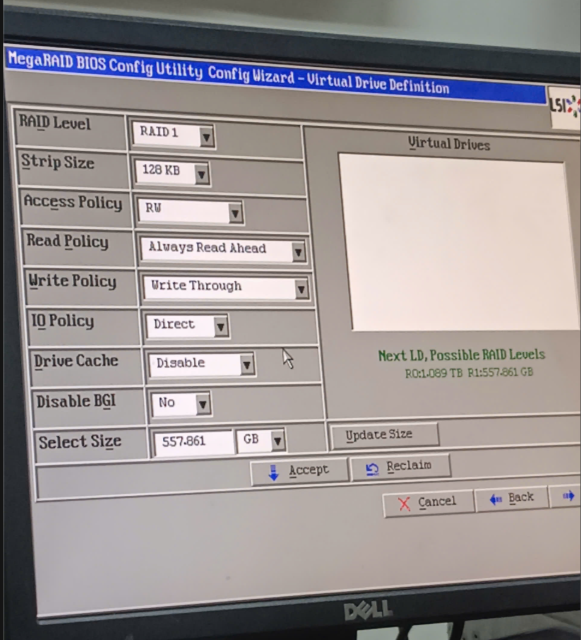 MegaRAID BIOS Config Utility Config Wizard - Virtual Drive Definition
LSI
RAID Level RAID 1
Strip Size 128 KB
Access Policy RW
Read Policy Always Read Ahead
Write Policy Write Through
IO Policy Direct
Drive Cache Disable
Disable BGI No
Select Size 557.861 GB
Virtual Drives
Next LD, Possible RAID Levels
R0:1.089 TB R1:557.861 GB
Update Size
Accept Reclaim
Cancel Back
DELL